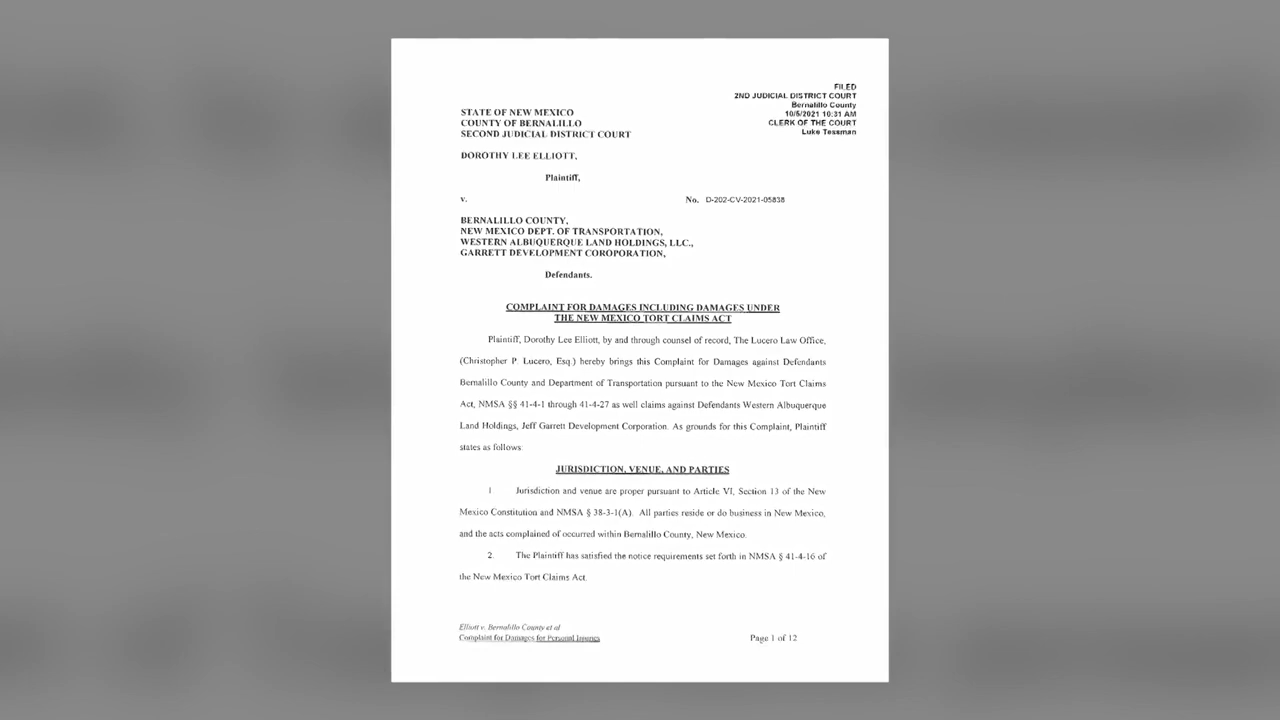 FILED
2ND JUDICIAL DISTRICT COURT
Bernalillo County
10/5/2021 10:31 AM
CLERK OF THE COURT
Luke Tessman
STATE OF NEW MEXICO
COUNTY OF BERNALILLO
SECOND JUDICIAL DISTRICT COURT
DOROTHY LEE ELLIOTT,
Plaintiff,
v. No. D-202-CV-2021-05838
BERNALILLO COUNTY,
NEW MEXICO DEPT. OF TRANSPORTATION,
WESTERN ALBUQUERQUE LAND HOLDINGS, LLC.,
GARRETT DEVELOPMENT COROPORATION,
Defendants.
COMPLAINT FOR DAMAGES INCLUDING DAMAGES UNDER
THE NEW MEXICO TORT CLAIMS ACT
Plaintiff, Dorothy Lee Elliott, by and through counsel of record, The Lucero Law Office,
(Christopher P. Lucero, Esq.) hereby brings this Complaint for Damages against Defendants
Bernalillo County and Department of Transportation pursuant to the New Mexico Tort Claims
Act, NMSA §§ 41-4-1 through 41-4-27 as well claims against Defendants Western Albuquerque
Land Holdings, Jeff Garrett Development Corporation. As grounds for this Complaint, Plaintiff
states as follows:
JURISDICTION, VENUE, AND PARTIES
1 Jurisdiction and venue are proper pursuant to Article VI, Section 13 of the New
Mexico Constitution and NMSA § 38-3-1(A). All parties reside or do business in New Mexico,
and the acts complained of occurred within Bernalillo County, New Mexico.
2. The Plaintiff has satisfied the notice requirements set forth in NMSA § 41-4-16 of
the New Mexico Tort Claims Act.
Elliott v. Bernalillo County et al
Complaint for Damages for Personal Injuries Page 1 of 12